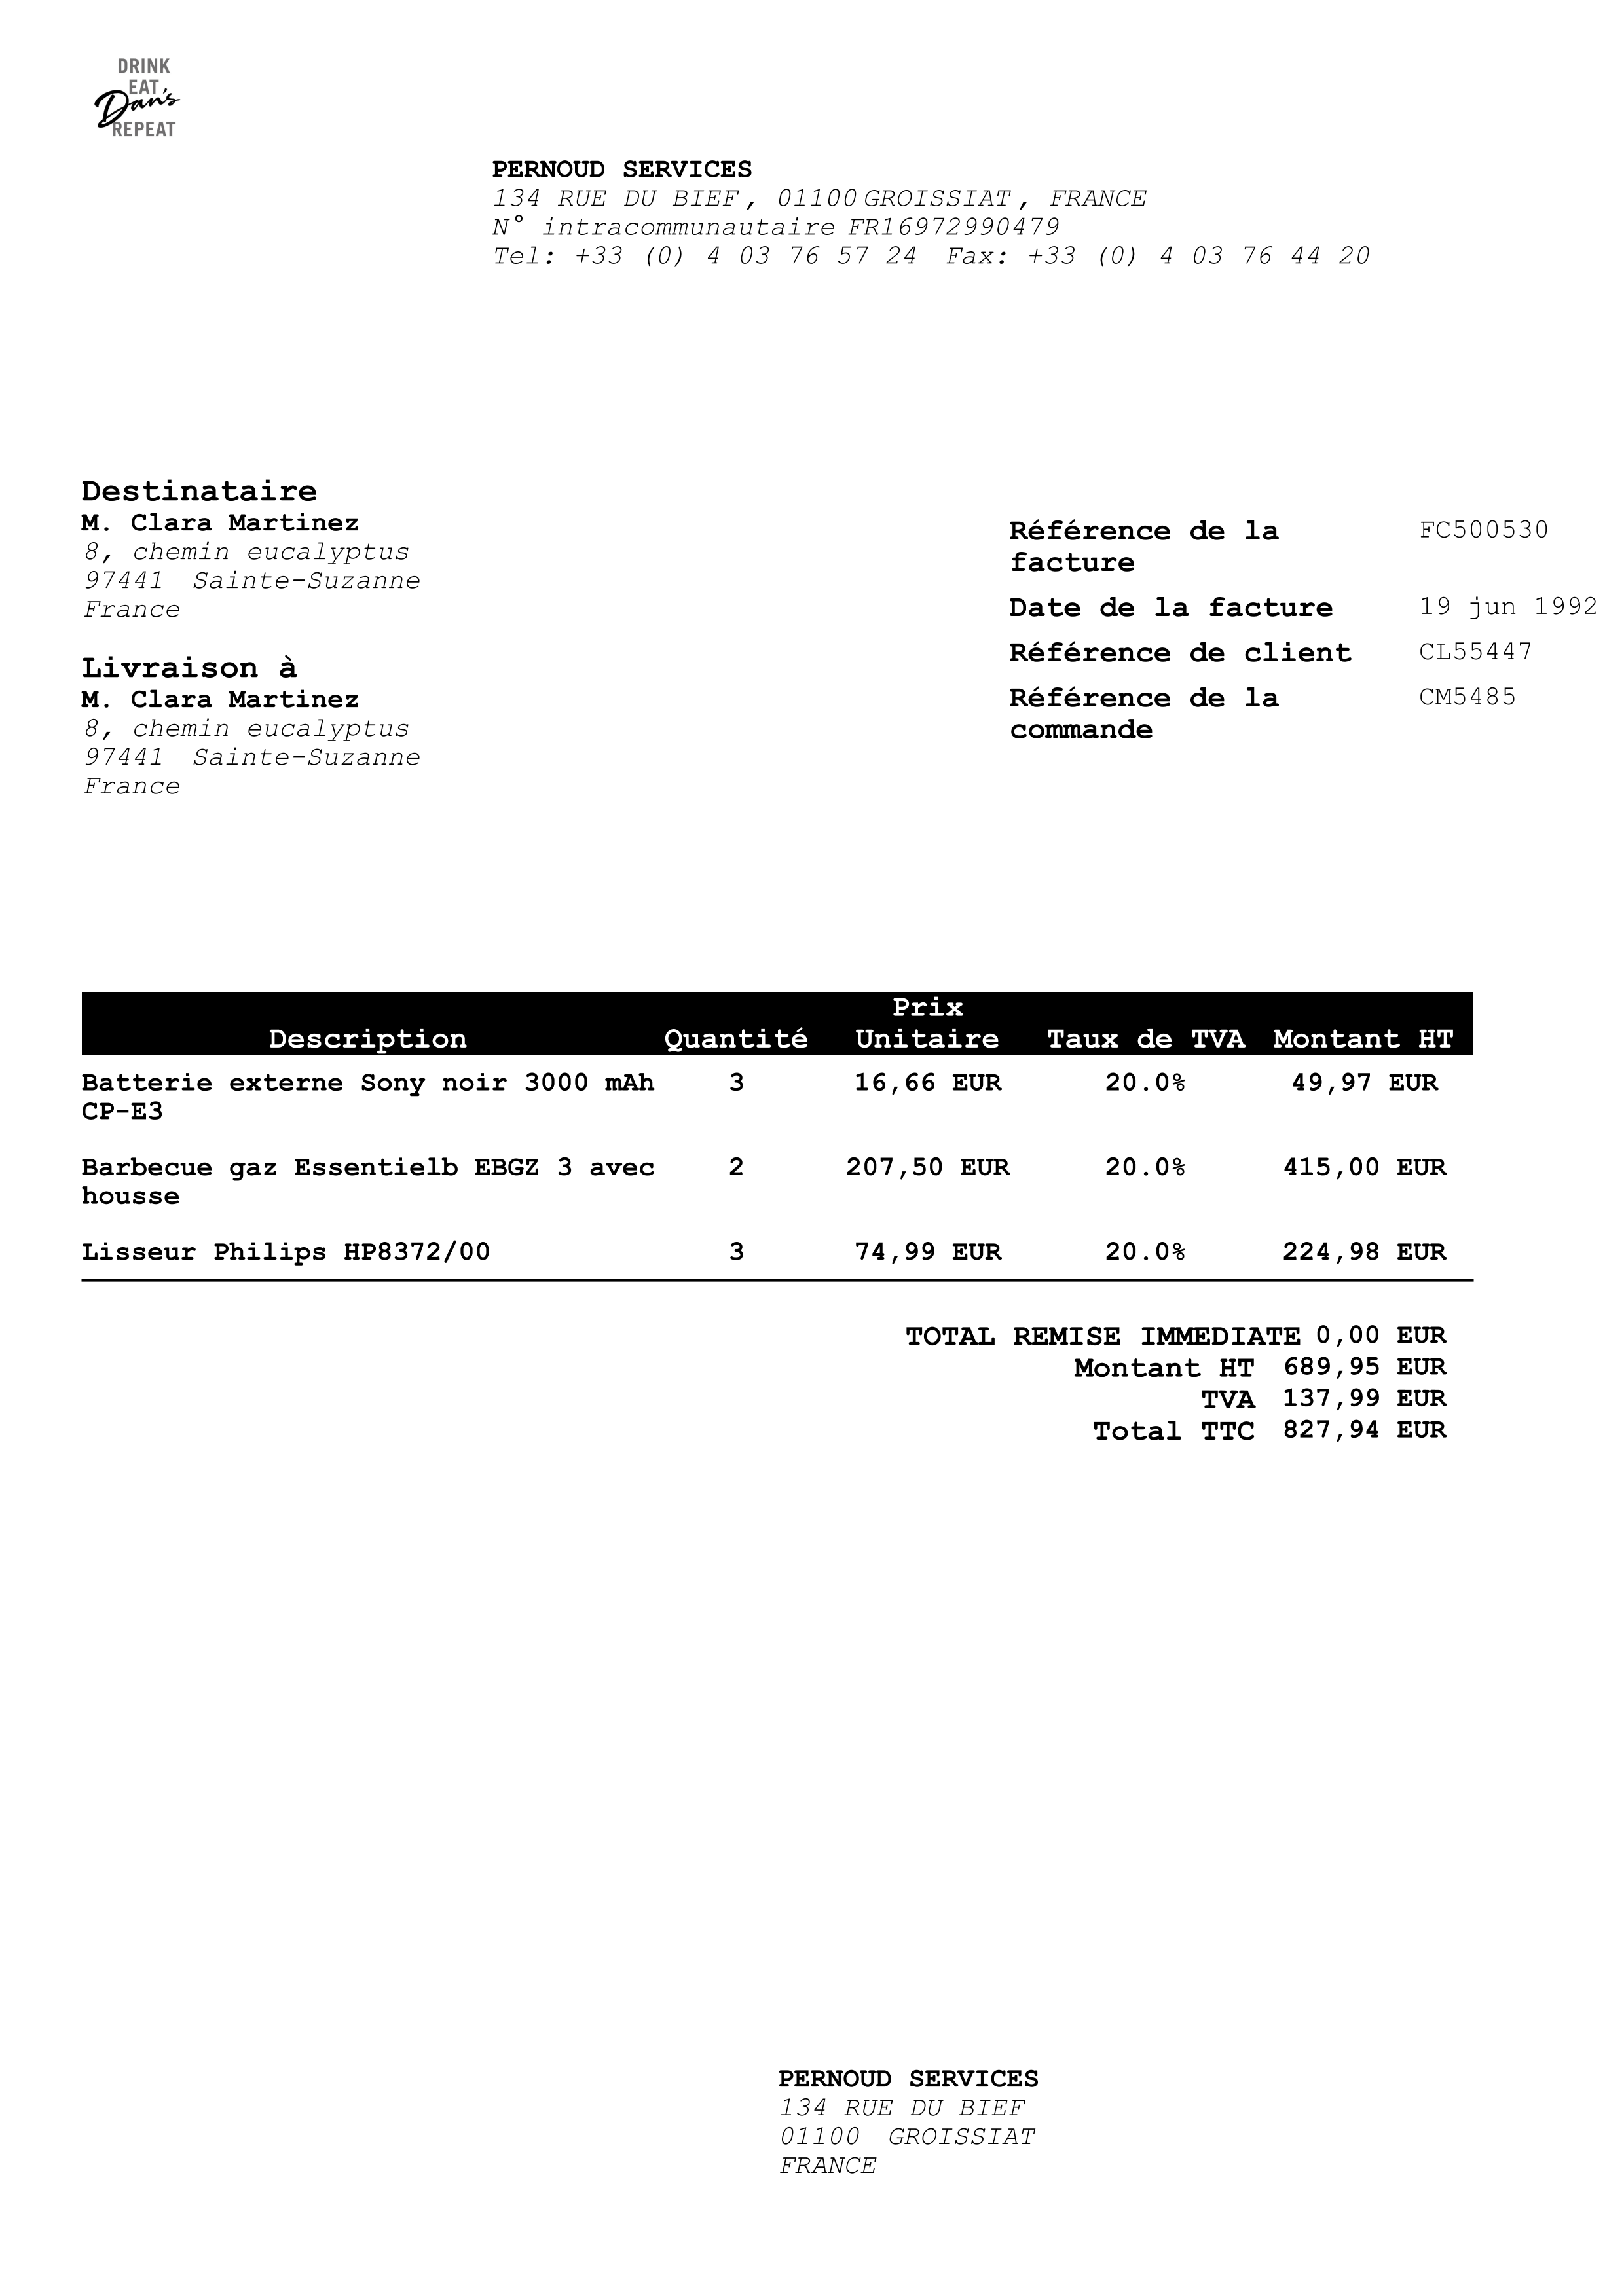 DRINK
EAT
Dan's
REPEAT
PERNOUD SERVICES
134 RUE DU BIEF, 01100 GROISSIAT, FRANCE
N° intracommunautaire FR16972990479
Tel: +33 (0) 4 03 76 57 24 Fax: +33 (0) 4 03 76 44 20
Destinataire
M. Clara Martinez
8, chemin eucalyptus
97441 Sainte-Suzanne
France
Livraison à
M. Clara Martinez
8, chemin eucalyptus
97441 Sainte-Suzanne
France
Référence de la FC500530
facture
Date de la facture 19 jun 1992
Référence de client CL55447
Référence de la CM5485
commande
Prix
Description Quantité Unitaire Taux de TVA Montant HT
Batterie externe Sony noir 3000 mAh 3 16,66 EUR 20.0% 49,97 EUR
CP-E3
Barbecue gaz Essentielb EBGZ 3 avec 2 207,50 EUR 20.0% 415,00 EUR
housse
Lisseur Philips HP8372/00 3 74,99 EUR 20.0% 224,98 EUR
TOTAL REMISE IMMEDIATE 0,00 EUR
Montant HT 689,95 EUR
TVA 137,99 EUR
Total TTC 827,94 EUR
PERNOUD SERVICES
134 RUE DU BIEF
01100 GROISSIAT
FRANCE